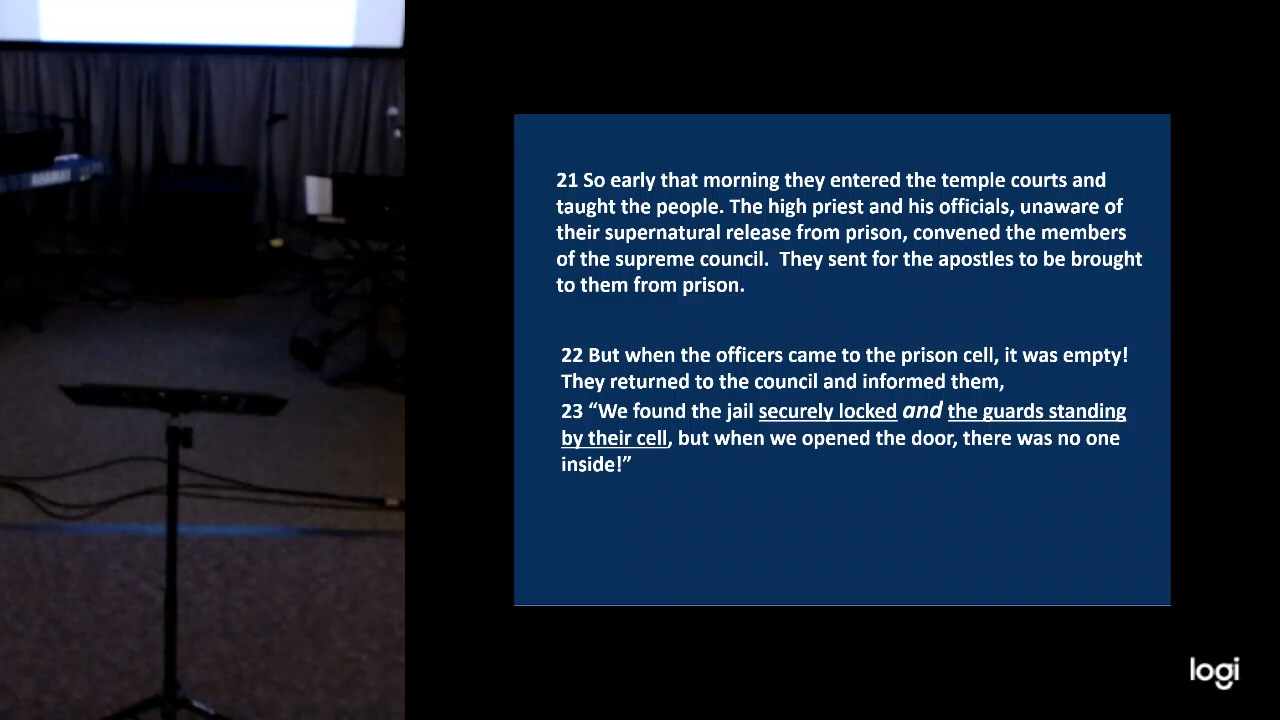 21 So early that morning they entered the temple courts and
taught the people. The high priest and his officials, unaware of
their supernatural release from prison, convened the members
of the supreme council.  They sent for the apostles to be brought
to them from prison.
22 But when the officers came to the prison cell, it was empty!
They returned to the council and informed them,
23 “We found the jail securely locked and the guards standing
by their cell, but when we opened the door, there was no one
inside!”
logi